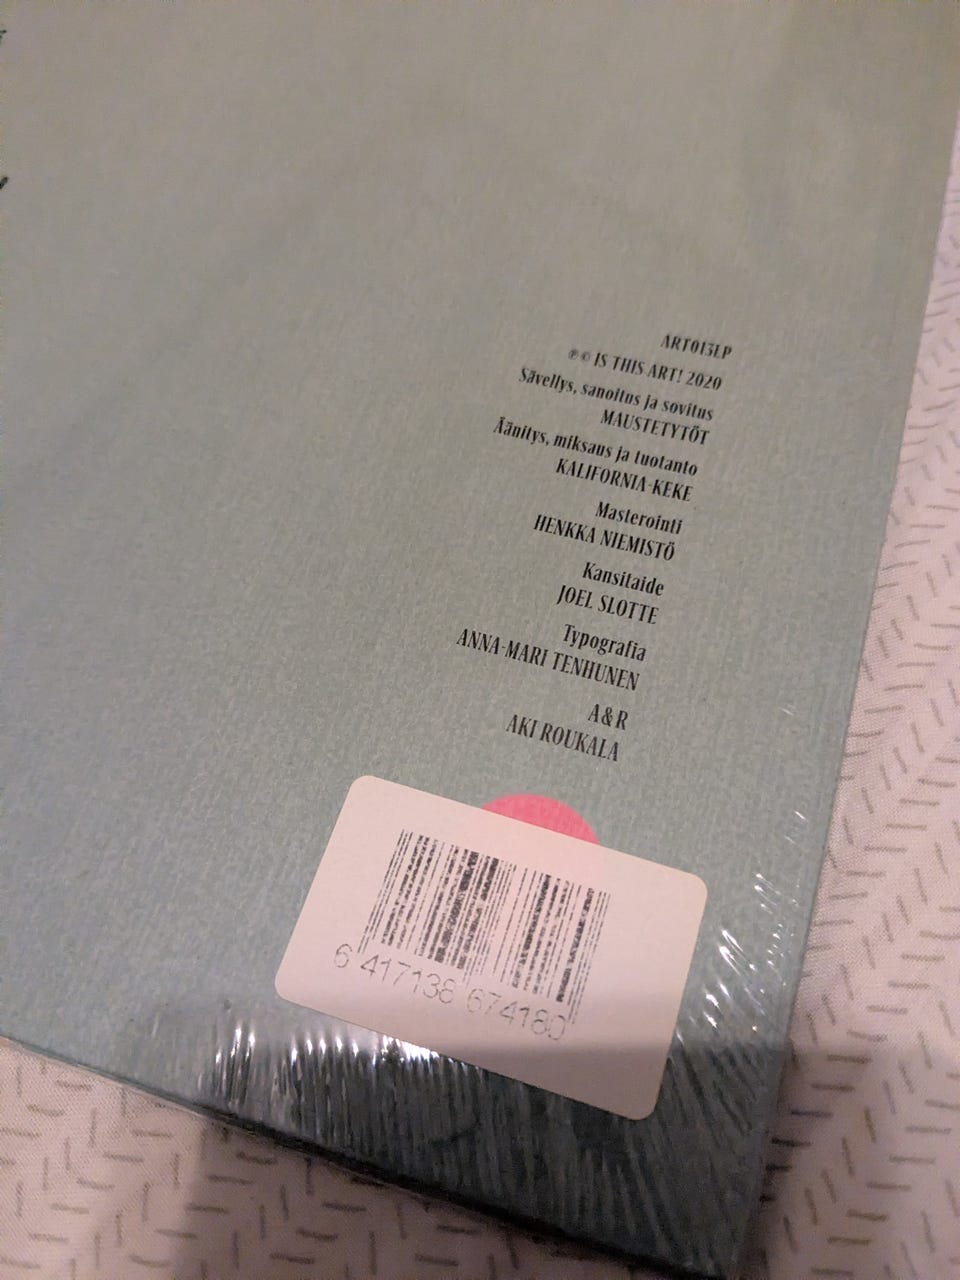 ART013LP
℗ © IS THIS ART! 2020
Sävellys, sanoitus ja sovitus
MAUSTETYTÖT
Äänitys, miksaus ja tuotanto
KALIFORNIA-KEKE
Masterointi
HENKKA NIEMISTÖ
Kansitaide
JOEL SLOTTE
Typografia
ANNA-MARI TENHUNEN
A&R
AKI ROUKALA
6 417138 674180